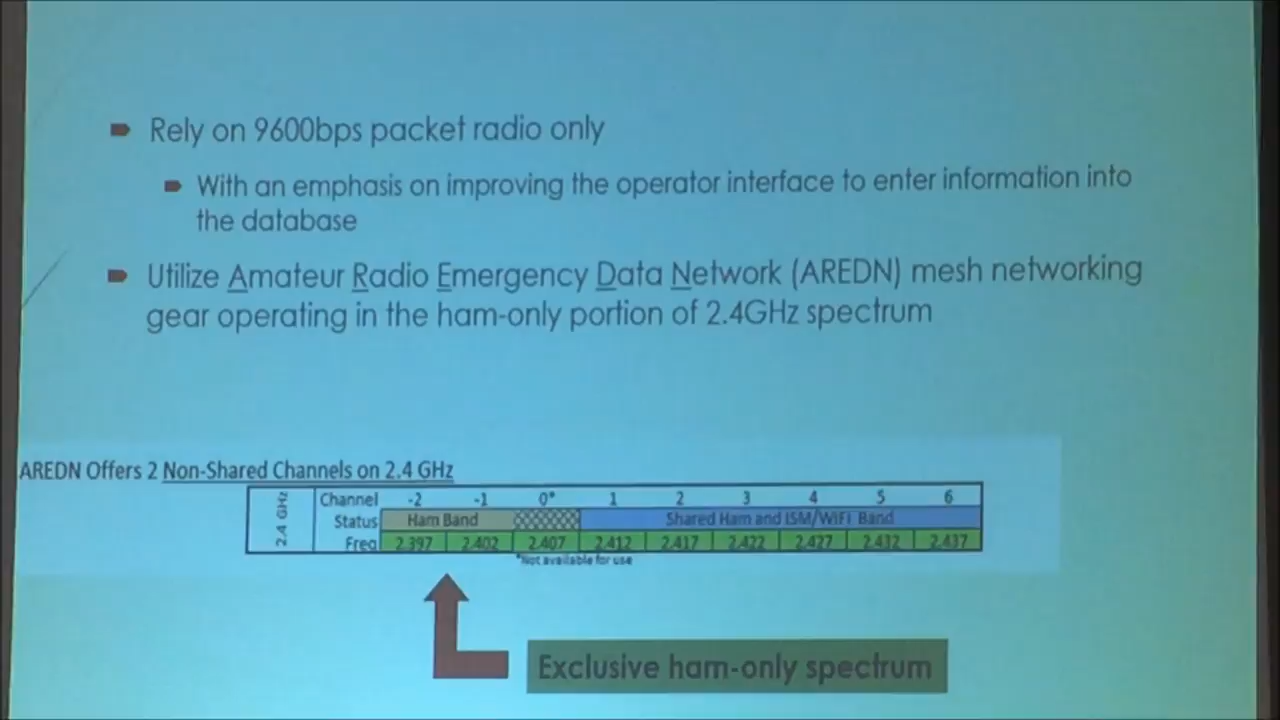 Rely on 9600bps packet radio only
With an emphasis on improving the operator interface to enter information into
the database
Utilize Amateur Radio Emergency Data Network (AREDN) mesh networking
gear operating in the ham-only portion of 2.4GHz spectrum
AREDN Offers 2 Non-Shared Channels on 2.4 GHz
2.4 GHz
Channel -2 -1 0* 1 2 3 4 5 6
Status Ham Band Shared Ham and ISM/WiFi Band
Freq 2.397 2.402 2.407 2.412 2.417 2.422 2.427 2.432 2.437
*Not available for use
Exclusive ham-only spectrum